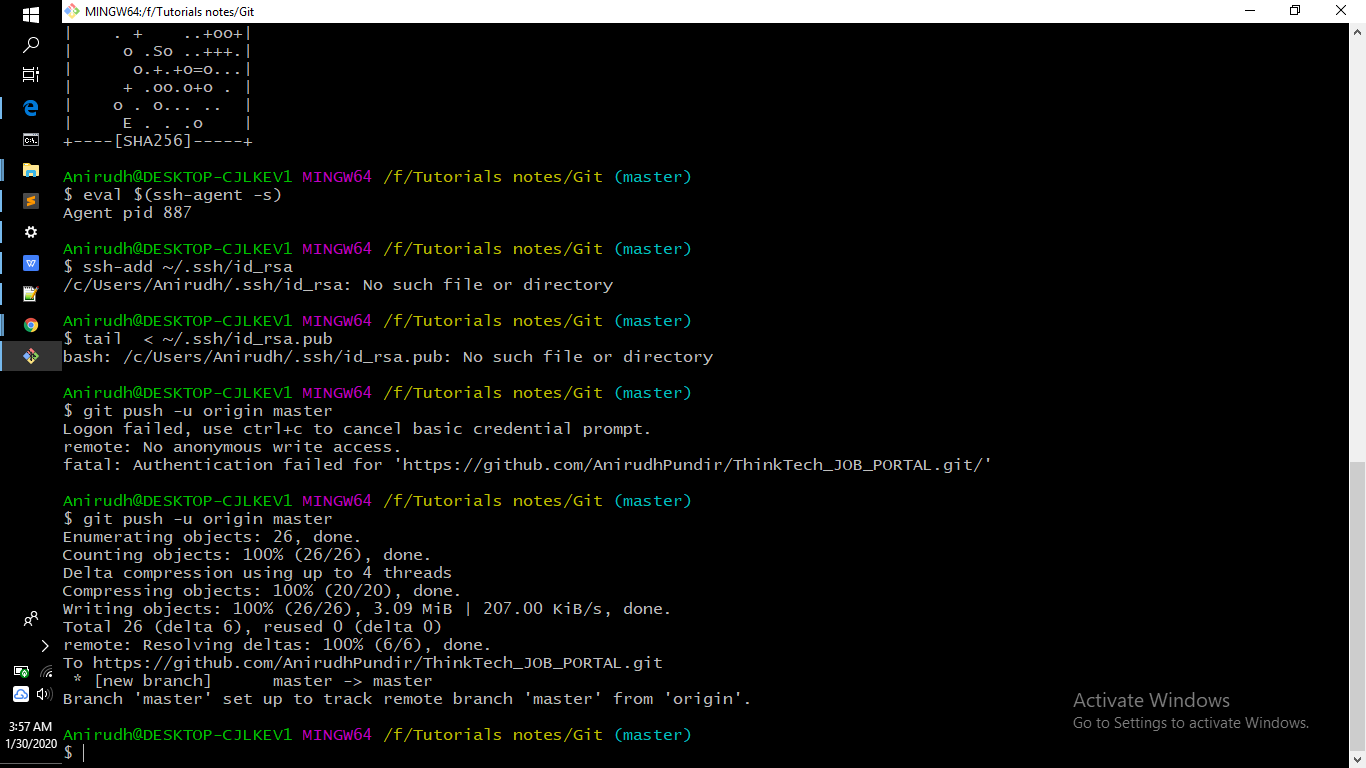 MINGW64:/f/Tutorials notes/Git
|    . +    ..+oo+|
|     o .So ..+++.|
|      o.+.+o=o...|
|     + .oo.o+o . |
|    o . o... ..  |
|     E . . .o    |
+----[SHA256]-----+
Anirudh@DESKTOP-CJLKEV1 MINGW64 /f/Tutorials notes/Git (master)
$ eval $(ssh-agent -s)
Agent pid 887
Anirudh@DESKTOP-CJLKEV1 MINGW64 /f/Tutorials notes/Git (master)
$ ssh-add ~/.ssh/id_rsa
/c/Users/Anirudh/.ssh/id_rsa: No such file or directory
Anirudh@DESKTOP-CJLKEV1 MINGW64 /f/Tutorials notes/Git (master)
$ tail  < ~/.ssh/id_rsa.pub
bash: /c/Users/Anirudh/.ssh/id_rsa.pub: No such file or directory
Anirudh@DESKTOP-CJLKEV1 MINGW64 /f/Tutorials notes/Git (master)
$ git push -u origin master
Logon failed, use ctrl+c to cancel basic credential prompt.
remote: No anonymous write access.
fatal: Authentication failed for 'https://github.com/AnirudhPundir/ThinkTech_JOB_PORTAL.git/'
Anirudh@DESKTOP-CJLKEV1 MINGW64 /f/Tutorials notes/Git (master)
$ git push -u origin master
Enumerating objects: 26, done.
Counting objects: 100% (26/26), done.
Delta compression using up to 4 threads
Compressing objects: 100% (20/20), done.
Writing objects: 100% (26/26), 3.09 MiB | 207.00 KiB/s, done.
Total 26 (delta 6), reused 0 (delta 0)
remote: Resolving deltas: 100% (6/6), done.
To https://github.com/AnirudhPundir/ThinkTech_JOB_PORTAL.git
 * [new branch]      master -> master
Branch 'master' set up to track remote branch 'master' from 'origin'.
Anirudh@DESKTOP-CJLKEV1 MINGW64 /f/Tutorials notes/Git (master)
$
Activate Windows
Go to Settings to activate Windows.
3:57 AM
1/30/2020